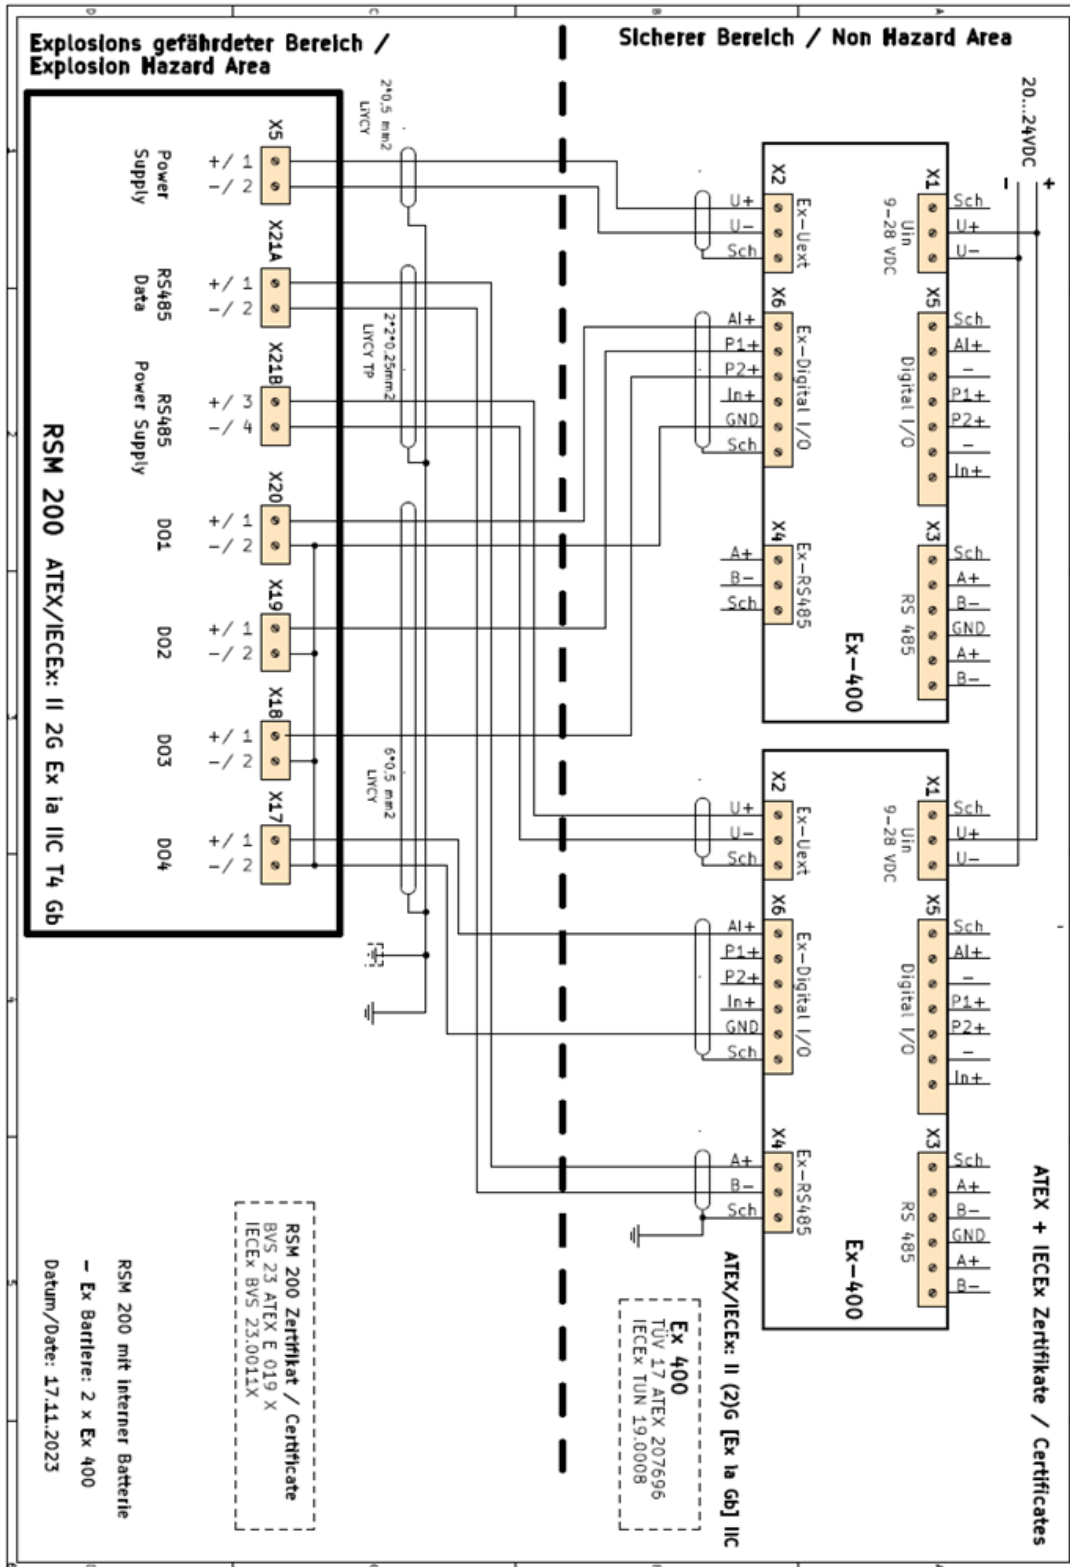 D
C
B
A
Explosions gefährdeter Bereich /
Explosion Hazard Area
Sicherer Bereich / Non Hazard Area
1
2
3
4
5
20...24VDC
-
+
2*0,5 mm2
LiYCY
2*2*0.25mm2
LiYCY TP
6*0,5 mm2
LiYCY
X5
+/ 1
-/ 2
Power
Supply
X21A
+/ 1
-/ 2
RS485
Data
X21B
+/ 3
-/ 4
RS485
Power Supply
X20
+/ 1
-/ 2
DO1
X19
+/ 1
-/ 2
DO2
X18
+/ 1
-/ 2
DO3
X17
+/ 1
-/ 2
DO4
RSM 200 ATEX/IECEx: II 2G Ex ia IIC T4 Gb
X2
U+
U-
Sch
Ex-Uext
X6
AI+
P1+
P2+
In+
GND
Sch
Ex-Digital I/O
X4
A+
B-
Sch
Ex-RS485
X1
Sch
U+
U-
Uin
9-28 VDC
X5
Sch
AI+
-
P1+
P2+
-
In+
Digital I/O
X3
Sch
A+
B-
GND
A+
B-
RS 485
Ex-400
X2
U+
U-
Sch
Ex-Uext
X6
AI+
P1+
P2+
In+
GND
Sch
Ex-Digital I/O
X4
A+
B-
Sch
Ex-RS485
X1
Sch
U+
U-
Uin
9-28 VDC
X5
Sch
AI+
-
P1+
P2+
-
In+
Digital I/O
X3
Sch
A+
B-
GND
A+
B-
RS 485
Ex-400
ATEX + IECEx Zertifikate / Certificates
ATEX/IECEx: II (2)G [Ex ia Gb] IIC
Ex 400
TÜV 17 ATEX 207696
IECEx TUN 19.0008
RSM 200 Zertifikat / Certificate
BVS 23 ATEX E 019 X
IECEx BVS 23.0011X
RSM 200 mit interner Batterie
- Ex Barriere: 2 x Ex 400
Datum/Date: 17.11.2023